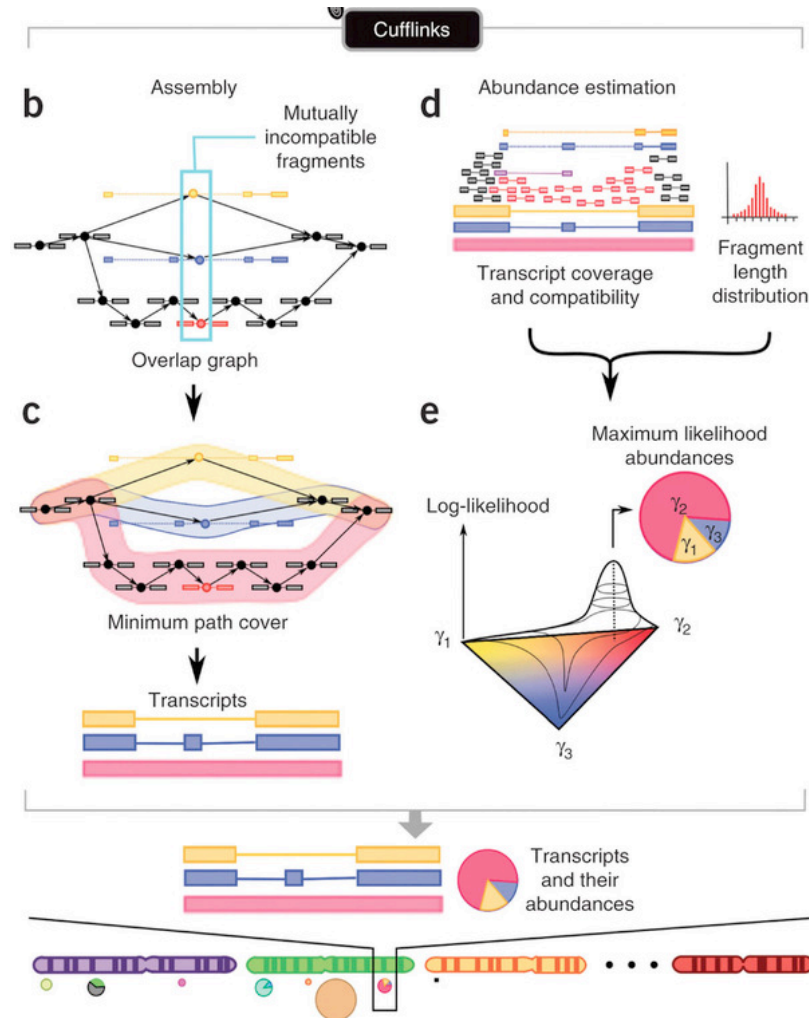 Cufflinks
b
Assembly
Mutually
incompatible
fragments
Overlap graph
c
Minimum path cover
Transcripts
d
Abundance estimation
Transcript coverage
and compatibility
Fragment
length
distribution
e
Maximum likelihood
abundances
γ2
γ3
γ1
Log-likelihood
γ1
γ2
γ3
Transcripts
and their
abundances